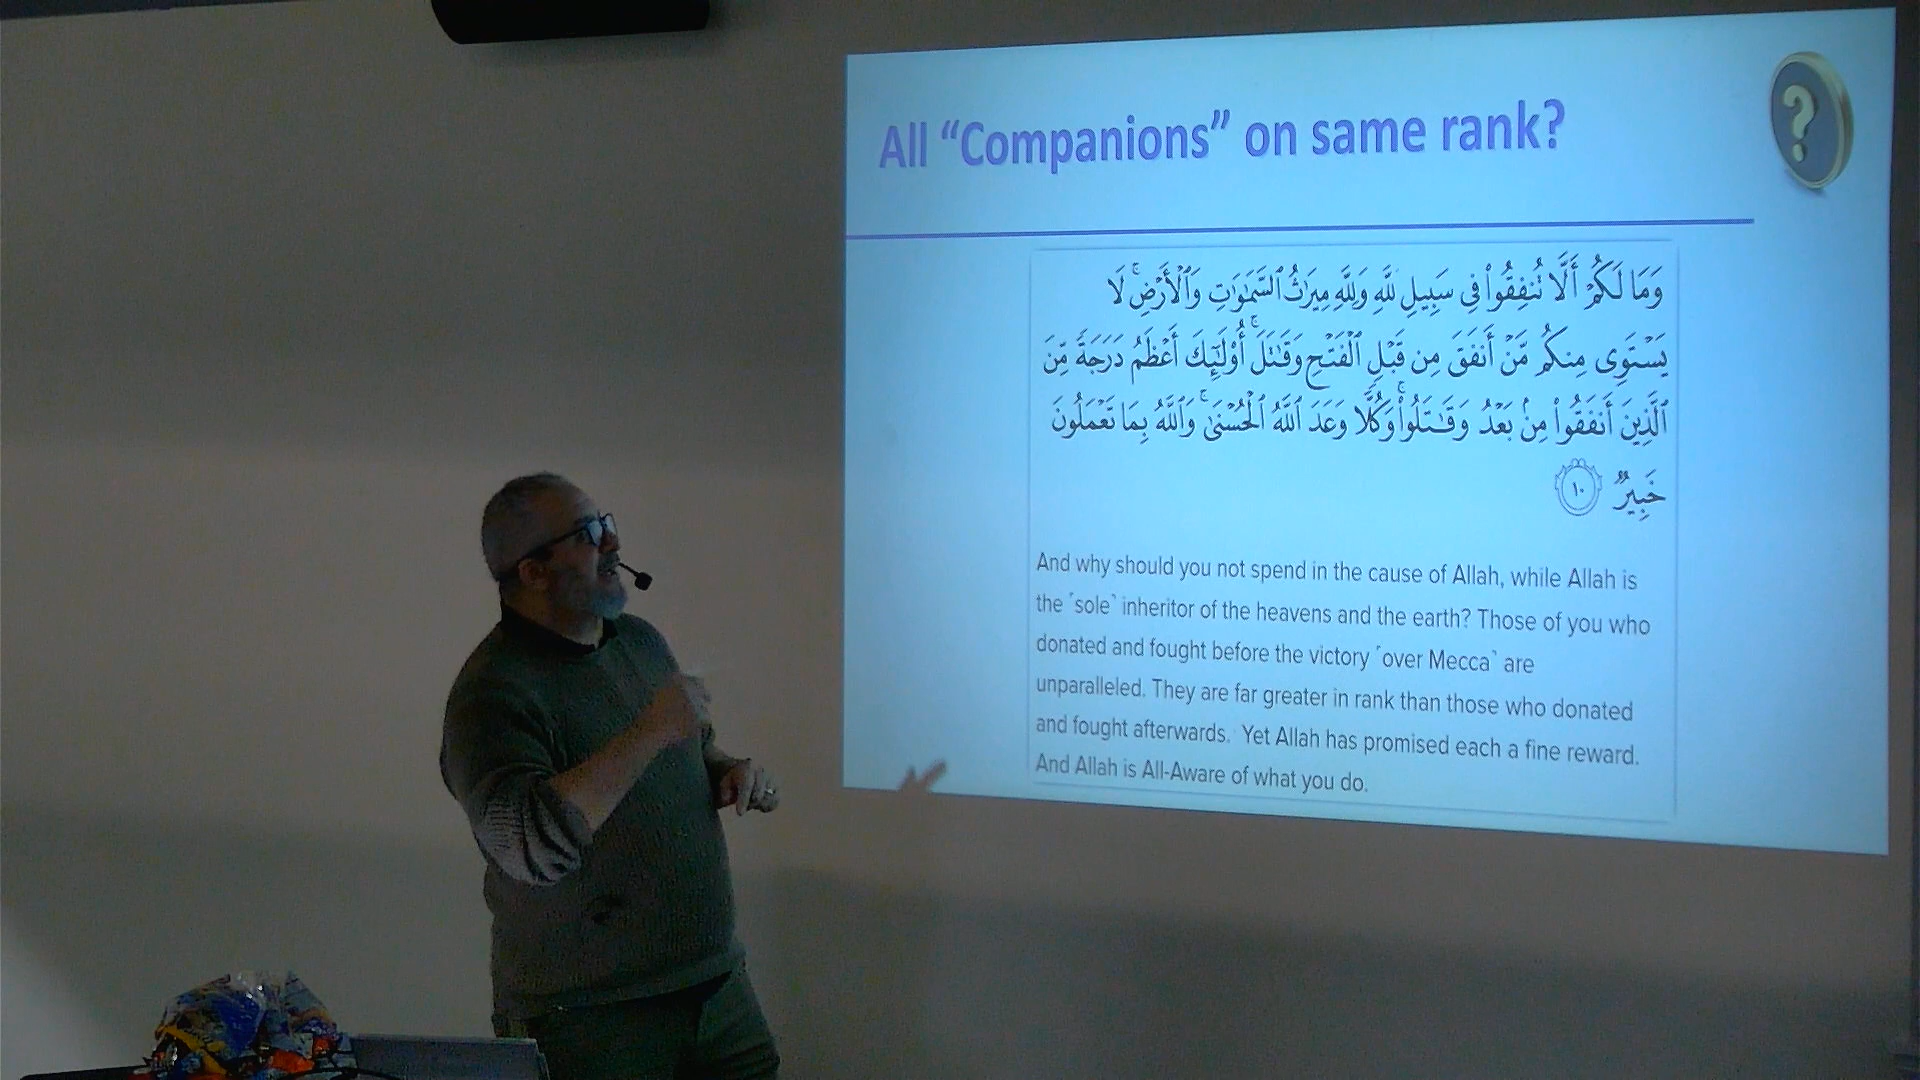 All “Companions” on same rank?
?
وَمَا لَكُمْ أَلَّا تُنفِقُوا۟ فِى سَبِيلِ ٱللَّهِ وَلِلَّهِ مِيرَٰثُ ٱلسَّمَـٰوَٰتِ وَٱلْأَرْضِ ۚ لَا
يَسْتَوِى مِنكُم مَّنْ أَنفَقَ مِن قَبْلِ ٱلْفَتْحِ وَقَـٰتَلَ ۚ أُو۟لَـٰٓئِكَ أَعْظَمُ دَرَجَةً مِّنَ
ٱلَّذِينَ أَنفَقُوا۟ مِنۢ بَعْدُ وَقَـٰتَلُوا۟ ۚ وَكُلًّا وَعَدَ ٱللَّهُ ٱلْحُسْنَىٰ ۚ وَٱللَّهُ بِمَا تَعْمَلُونَ
خَبِيرٌ ١٠
And why should you not spend in the cause of Allah, while Allah is
the ˹sole˺ inheritor of the heavens and the earth? Those of you who
donated and fought before the victory ˹over Mecca˺ are
unparalleled. They are far greater in rank than those who donated
and fought afterwards. Yet Allah has promised each a fine reward.
And Allah is All-Aware of what you do.